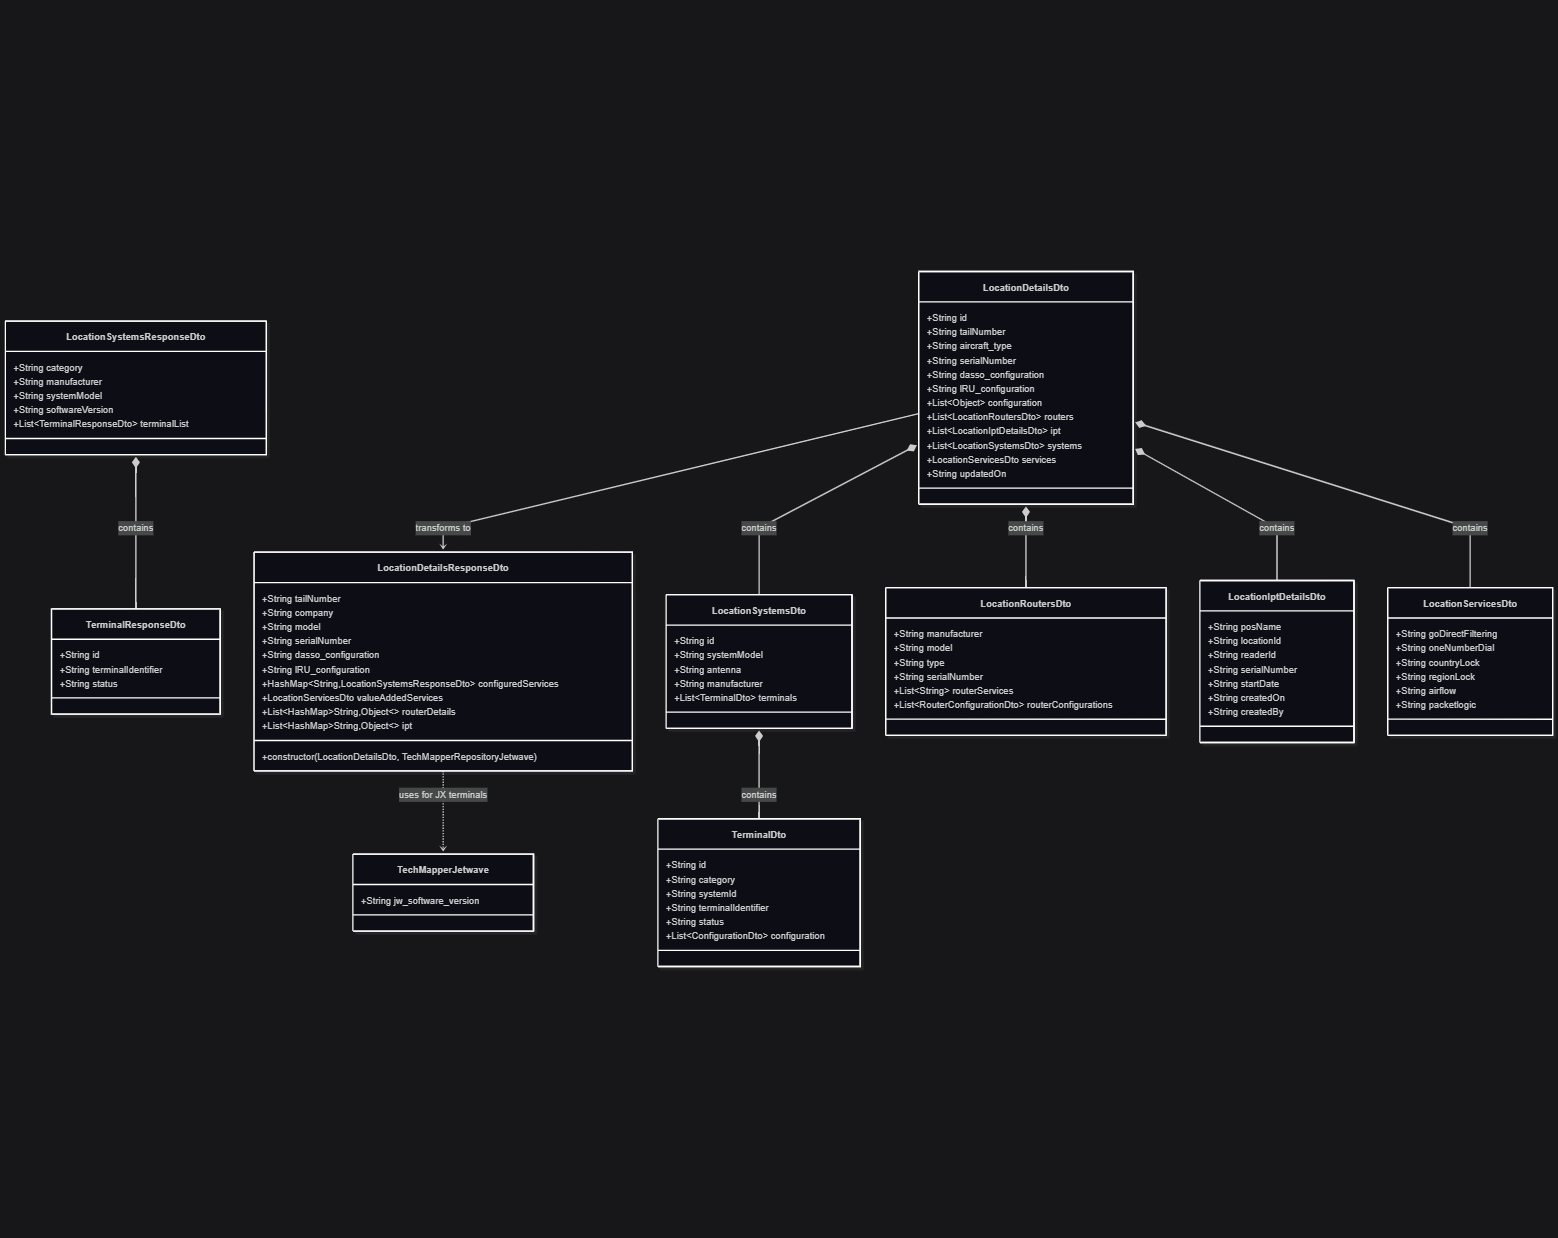 LocationDetailsDto
+String id
+String tailNumber
+String aircraft_type
+String serialNumber
+String dasso_configuration
+String IRU_configuration
+List<Object> configuration
+List<LocationRoutersDto> routers
+List<LocationIptDetailsDto> ipt
+List<LocationSystemsDto> systems
+LocationServicesDto services
+String updatedOn
LocationSystemsResponseDto
+String category
+String manufacturer
+String systemModel
+String softwareVersion
+List<TerminalResponseDto> terminalList
contains
transforms to
contains
contains
contains
contains
TerminalResponseDto
+String id
+String terminalIdentifier
+String status
LocationDetailsResponseDto
+String tailNumber
+String company
+String model
+String serialNumber
+String dasso_configuration
+String IRU_configuration
+HashMap<String,LocationSystemsResponseDto> configuredServices
+LocationServicesDto valueAddedServices
+List<HashMap>String,Object<> routerDetails
+List<HashMap>String,Object<> ipt
+constructor(LocationDetailsDto, TechMapperRepositoryJetwave)
LocationSystemsDto
+String id
+String systemModel
+String antenna
+String manufacturer
+List<TerminalDto> terminals
LocationRoutersDto
+String manufacturer
+String model
+String type
+String serialNumber
+List<String> routerServices
+List<RouterConfigurationDto> routerConfigurations
LocationIptDetailsDto
+String posName
+String locationId
+String readerId
+String serialNumber
+String startDate
+String createdOn
+String createdBy
LocationServicesDto
+String goDirectFiltering
+String oneNumberDial
+String countryLock
+String regionLock
+String airflow
+String packetlogic
uses for JX terminals
contains
TechMapperJetwave
+String jw_software_version
TerminalDto
+String id
+String category
+String systemId
+String terminalIdentifier
+String status
+List<ConfigurationDto> configuration